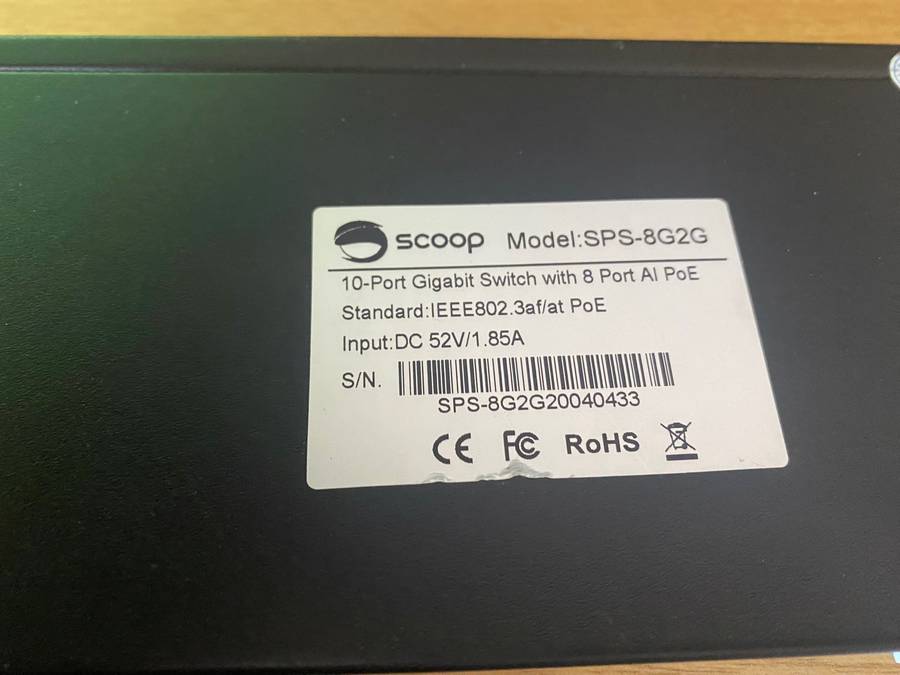 scoop Model:SPS-8G2G
10-Port Gigabit Switch with 8 Port AI PoE
Standard:IEEE802.3af/at PoE
Input:DC 52V/1.85A
S/N.
SPS-8G2G20040433
CE FC RoHS